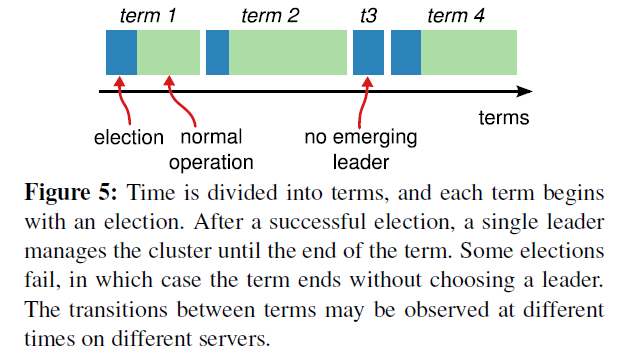 term 1 term 2 t3 term 4
terms
election normal operation no emerging leader
Figure 5: Time is divided into terms, and each term begins
with an election. After a successful election, a single leader
manages the cluster until the end of the term. Some elections
fail, in which case the term ends without choosing a leader.
The transitions between terms may be observed at different
times on different servers.